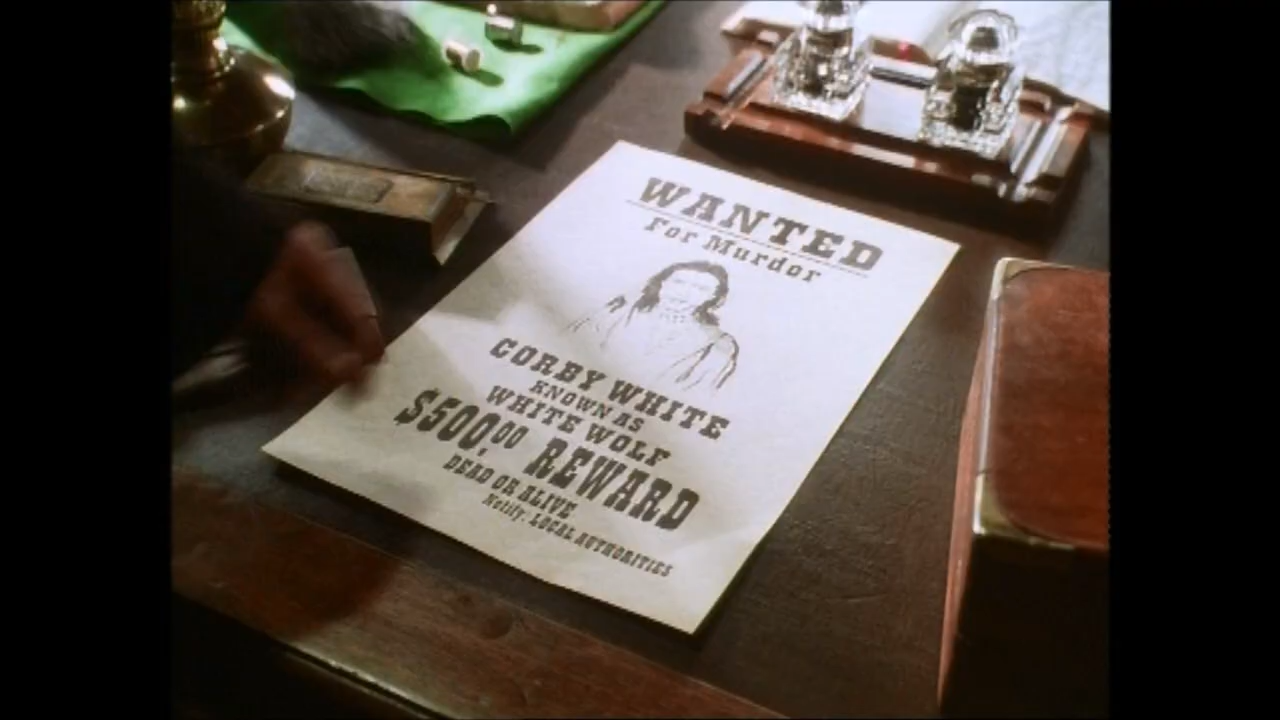 WANTED
For Murder
CORBY WHITE
KNOWN AS
WHITE WOLF
$500,00 REWARD
DEAD OR ALIVE
Notify: LOCAL AUTHORITIES